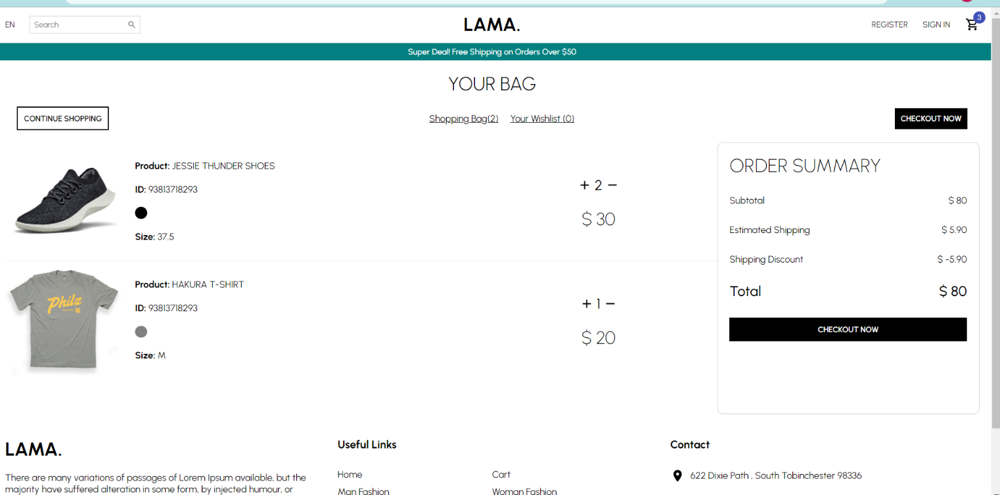 EN
Search
LAMA.
REGISTER
SIGN IN
3
Super Deal! Free Shipping on Orders Over $50
YOUR BAG
CONTINUE SHOPPING
Shopping Bag(2)
Your Wishlist (0)
CHECKOUT NOW
Product: JESSIE THUNDER SHOES
ID: 93813718293
Size: 37.5
+ 2 −
$ 30
Product: HAKURA T-SHIRT
ID: 93813718293
Size: M
Philz
+ 1 −
$ 20
ORDER SUMMARY
Subtotal $ 80
Estimated Shipping $ 5.90
Shipping Discount $ -5.90
Total $ 80
CHECKOUT NOW
LAMA.
There are many variations of passages of Lorem Ipsum available, but the
majority have suffered alteration in some form, by injected humour, or
Useful Links
Home
Cart
Man Fashion
Woman Fashion
Contact
622 Dixie Path , South Tobinchester 98336